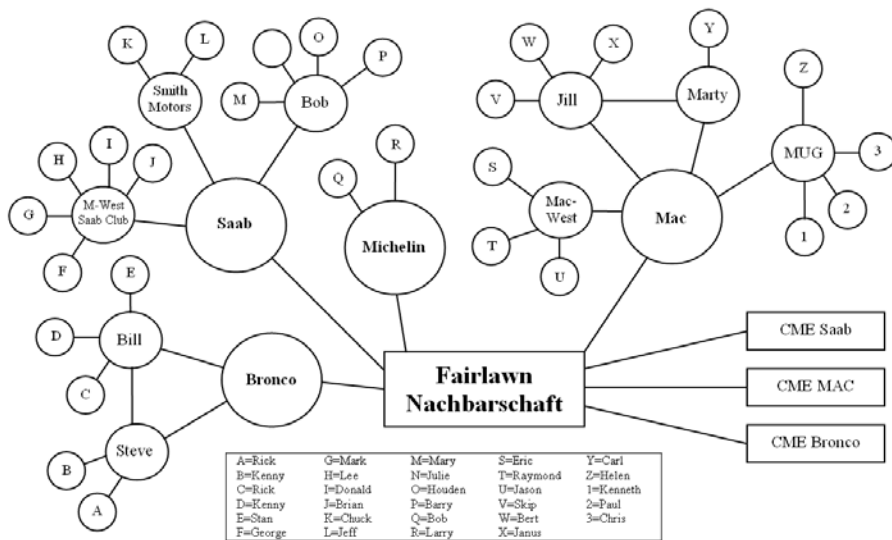 K
L
O
P
M
Smith
Motors
Bob
W
X
Y
Z
V
Jill
Marty
MUG
3
2
1
H
I
J
G
F
M-West
Saab Club
Saab
Q
R
Michelin
S
T
U
Mac-
West
Mac
E
D
C
Bill
Bronco
Steve
B
A
Fairlawn
Nachbarschaft
CME Saab
CME MAC
CME Bronco
A=Rick G=Mark M=Mary S=Eric Y=Carl
B=Kenny H=Lee N=Julie T=Raymond Z=Helen
C=Rick I=Donald O=Houden U=Jason 1=Kenneth
D=Kenny J=Brian P=Barry V=Skip 2=Paul
E=Stan K=Chuck Q=Bob W=Bert 3=Chris
F=George L=Jeff R=Larry X=Janus